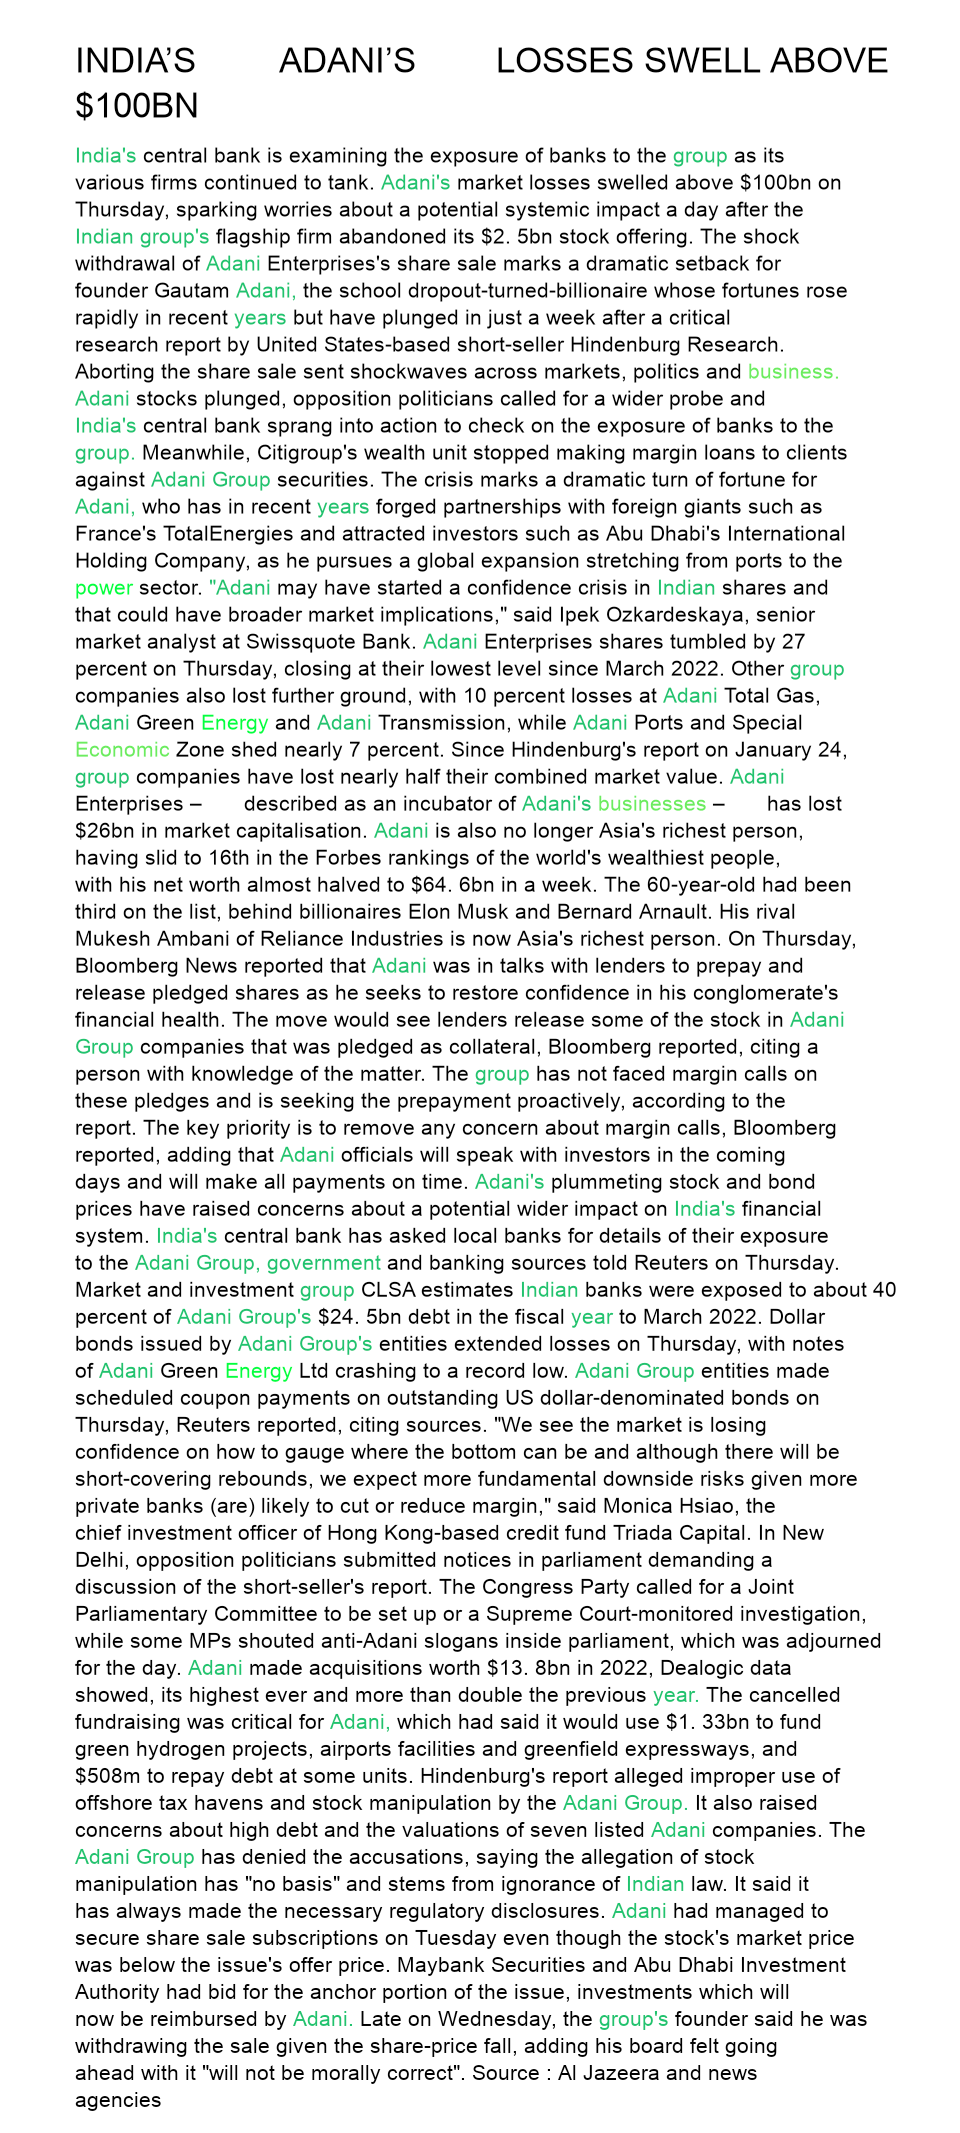 INDIA’S ADANI’S LOSSES SWELL ABOVE
$100BN
India's central bank is examining the exposure of banks to the group as its
various firms continued to tank. Adani's market losses swelled above $100bn on
Thursday, sparking worries about a potential systemic impact a day after the
Indian group's flagship firm abandoned its $2. 5bn stock offering. The shock
withdrawal of Adani Enterprises's share sale marks a dramatic setback for
founder Gautam Adani, the school dropout-turned-billionaire whose fortunes rose
rapidly in recent years but have plunged in just a week after a critical
research report by United States-based short-seller Hindenburg Research.
Aborting the share sale sent shockwaves across markets, politics and business.
Adani stocks plunged, opposition politicians called for a wider probe and
India's central bank sprang into action to check on the exposure of banks to the
group. Meanwhile, Citigroup's wealth unit stopped making margin loans to clients
against Adani Group securities. The crisis marks a dramatic turn of fortune for
Adani, who has in recent years forged partnerships with foreign giants such as
France's TotalEnergies and attracted investors such as Abu Dhabi's International
Holding Company, as he pursues a global expansion stretching from ports to the
power sector. "Adani may have started a confidence crisis in Indian shares and
that could have broader market implications," said Ipek Ozkardeskaya, senior
market analyst at Swissquote Bank. Adani Enterprises shares tumbled by 27
percent on Thursday, closing at their lowest level since March 2022. Other group
companies also lost further ground, with 10 percent losses at Adani Total Gas,
Adani Green Energy and Adani Transmission, while Adani Ports and Special
Economic Zone shed nearly 7 percent. Since Hindenburg's report on January 24,
group companies have lost nearly half their combined market value. Adani
Enterprises – described as an incubator of Adani's businesses – has lost
$26bn in market capitalisation. Adani is also no longer Asia's richest person,
having slid to 16th in the Forbes rankings of the world's wealthiest people,
with his net worth almost halved to $64. 6bn in a week. The 60-year-old had been
third on the list, behind billionaires Elon Musk and Bernard Arnault. His rival
Mukesh Ambani of Reliance Industries is now Asia's richest person. On Thursday,
Bloomberg News reported that Adani was in talks with lenders to prepay and
release pledged shares as he seeks to restore confidence in his conglomerate's
financial health. The move would see lenders release some of the stock in Adani
Group companies that was pledged as collateral, Bloomberg reported, citing a
person with knowledge of the matter. The group has not faced margin calls on
these pledges and is seeking the prepayment proactively, according to the
report. The key priority is to remove any concern about margin calls, Bloomberg
reported, adding that Adani officials will speak with investors in the coming
days and will make all payments on time. Adani's plummeting stock and bond
prices have raised concerns about a potential wider impact on India's financial
system. India's central bank has asked local banks for details of their exposure
to the Adani Group, government and banking sources told Reuters on Thursday.
Market and investment group CLSA estimates Indian banks were exposed to about 40
percent of Adani Group's $24. 5bn debt in the fiscal year to March 2022. Dollar
bonds issued by Adani Group's entities extended losses on Thursday, with notes
of Adani Green Energy Ltd crashing to a record low. Adani Group entities made
scheduled coupon payments on outstanding US dollar-denominated bonds on
Thursday, Reuters reported, citing sources. "We see the market is losing
confidence on how to gauge where the bottom can be and although there will be
short-covering rebounds, we expect more fundamental downside risks given more
private banks (are) likely to cut or reduce margin," said Monica Hsiao, the
chief investment officer of Hong Kong-based credit fund Triada Capital. In New
Delhi, opposition politicians submitted notices in parliament demanding a
discussion of the short-seller's report. The Congress Party called for a Joint
Parliamentary Committee to be set up or a Supreme Court-monitored investigation,
while some MPs shouted anti-Adani slogans inside parliament, which was adjourned
for the day. Adani made acquisitions worth $13. 8bn in 2022, Dealogic data
showed, its highest ever and more than double the previous year. The cancelled
fundraising was critical for Adani, which had said it would use $1. 33bn to fund
green hydrogen projects, airports facilities and greenfield expressways, and
$508m to repay debt at some units. Hindenburg's report alleged improper use of
offshore tax havens and stock manipulation by the Adani Group. It also raised
concerns about high debt and the valuations of seven listed Adani companies. The
Adani Group has denied the accusations, saying the allegation of stock
manipulation has "no basis" and stems from ignorance of Indian law. It said it
has always made the necessary regulatory disclosures. Adani had managed to
secure share sale subscriptions on Tuesday even though the stock's market price
was below the issue's offer price. Maybank Securities and Abu Dhabi Investment
Authority had bid for the anchor portion of the issue, investments which will
now be reimbursed by Adani. Late on Wednesday, the group's founder said he was
withdrawing the sale given the share-price fall, adding his board felt going
ahead with it "will not be morally correct". Source : Al Jazeera and news
agencies